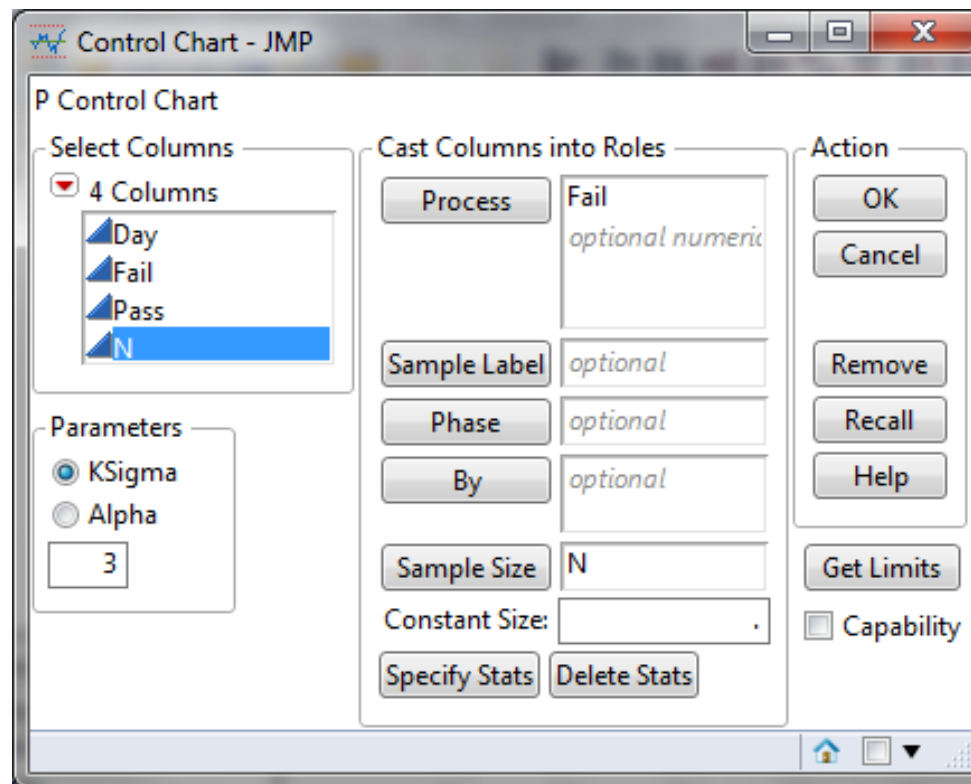 Control Chart - JMP
P Control Chart
Select Columns
4 Columns
Day
Fail
Pass
N
Parameters
KSigma
Alpha
3
Cast Columns into Roles
Process
Fail
optional numeric
Sample Label
optional
Phase
optional
By
optional
Sample Size
N
Constant Size:
.
Specify Stats
Delete Stats
Action
OK
Cancel
Remove
Recall
Help
Get Limits
Capability